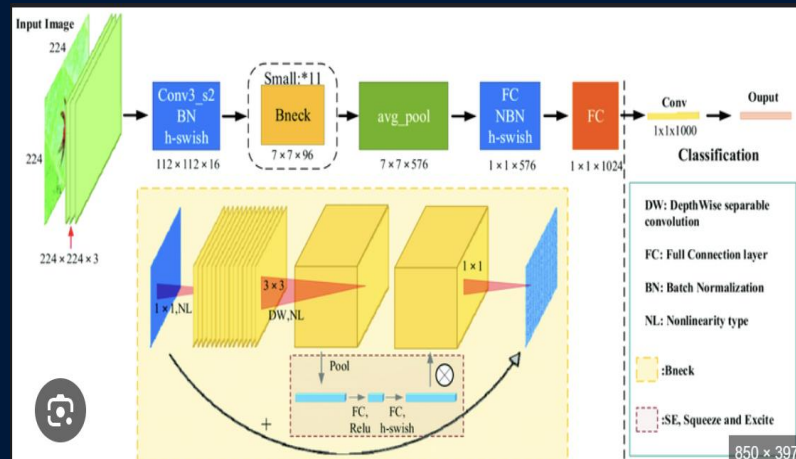 Input Image
224
224
224×224×3
Conv3_s2
BN
h-swish
112×112×16
Small:*11
Bneck
7×7×96
avg_pool
7×7×576
FC
NBN
h-swish
1×1×576
FC
1×1×1024
Conv
1x1x1000
Ouput
Classification
1×1,NL
3×3
DW,NL
1×1
Pool
FC,
Relu
FC,
h-swish
+
DW: DepthWise separable
convolution
FC: Full Connection layer
BN: Batch Normalization
NL: Nonlinearity type
:Bneck
:SE, Squeeze and Excite
850 × 397